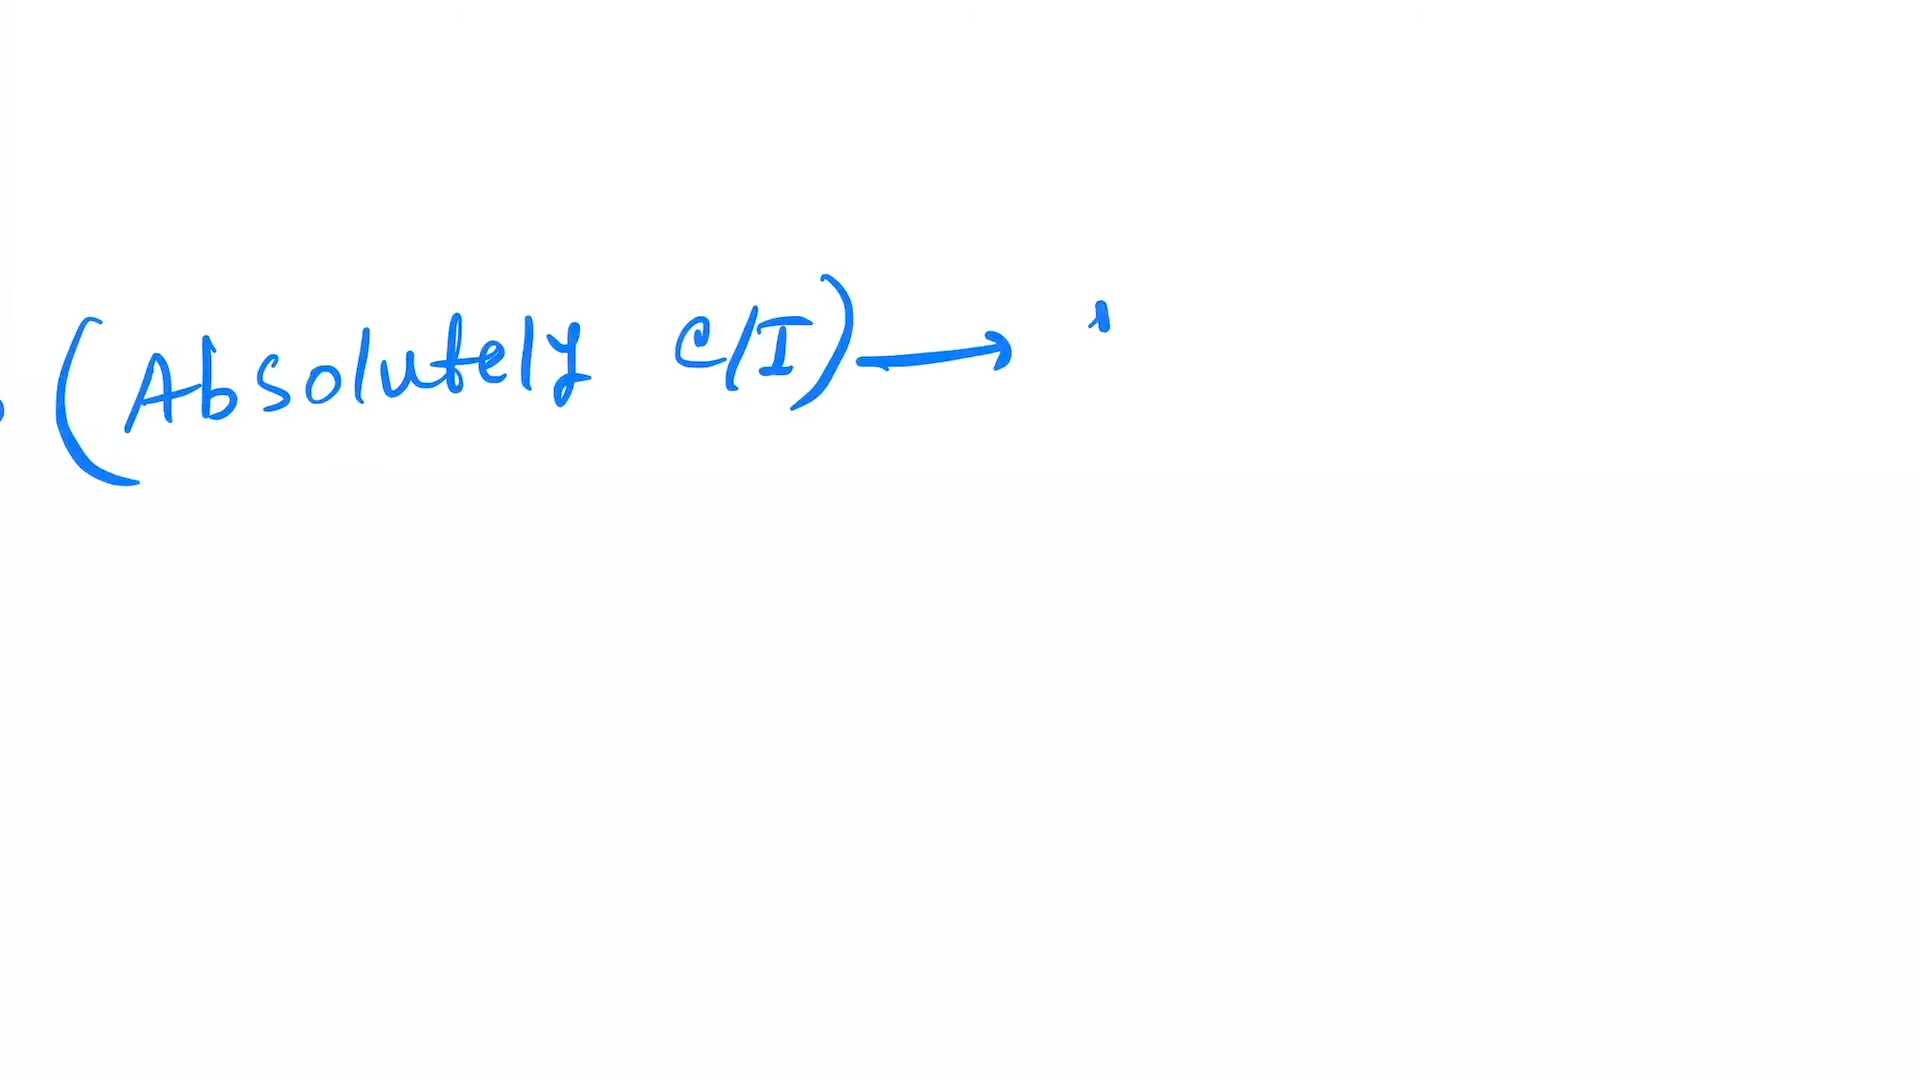 (Absolutely C/I) →